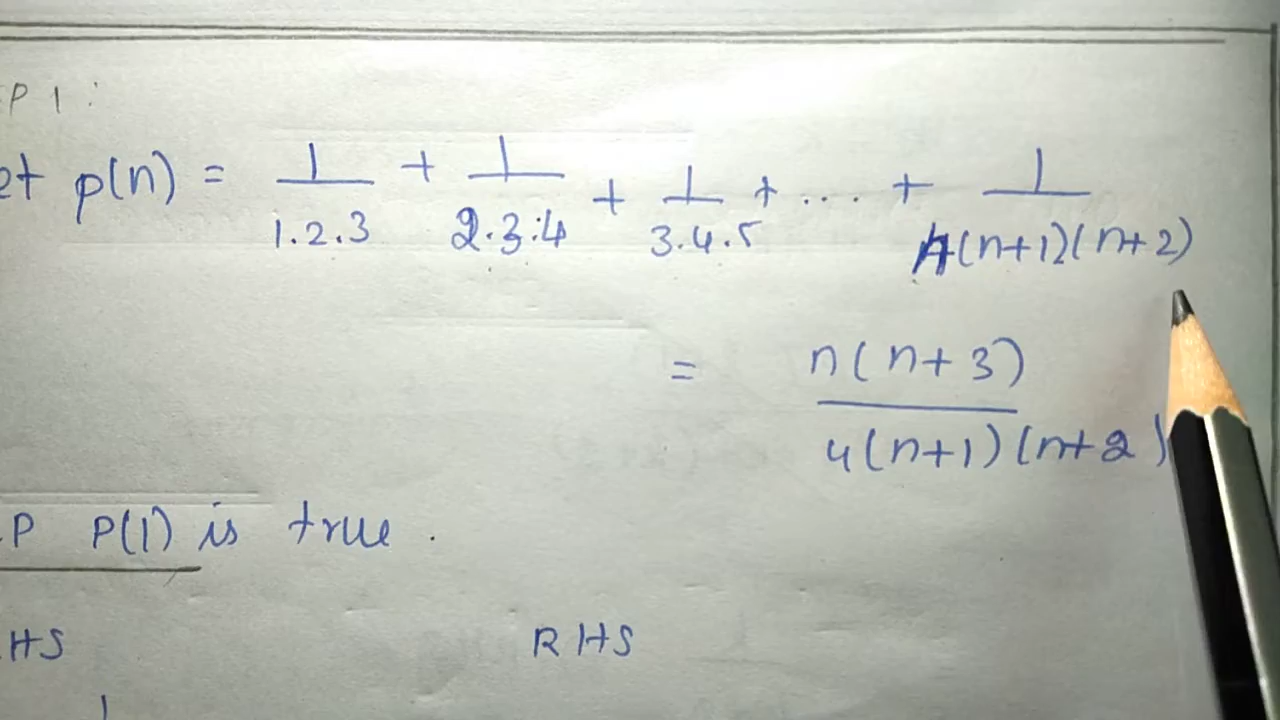 P 1 :
et p(n) = 1/1.2.3 + 1/2.3.4 + 1/3.4.5 + .... + 1/n(n+1)(n+2)
= n(n+3)/4(n+1)(n+2)
P P(1) is true .
HS RHS
1